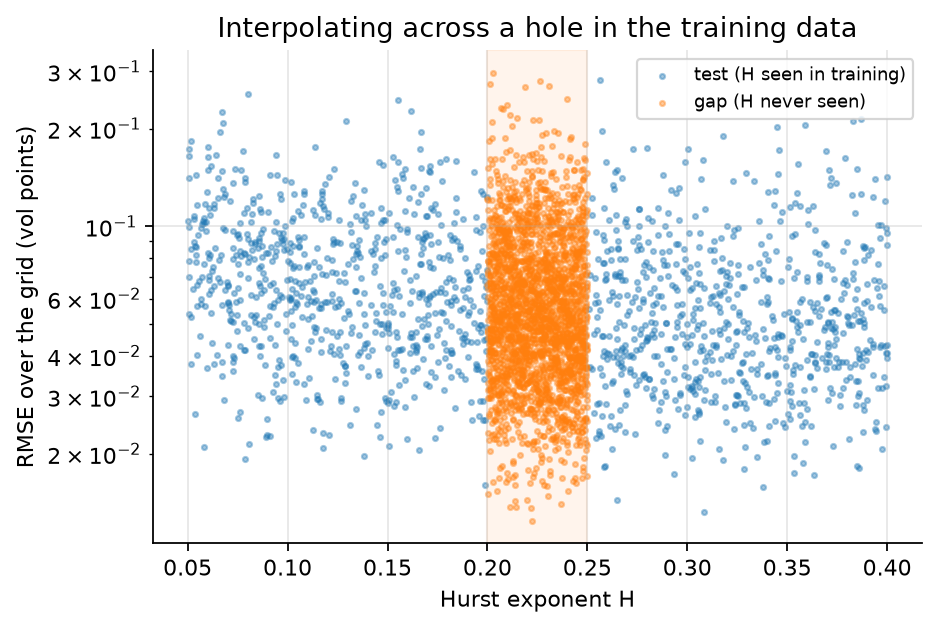 Interpolating across a hole in the training data
test (H seen in training)
gap (H never seen)
RMSE over the grid (vol points)
3 × 10⁻¹
2 × 10⁻¹
10⁻¹
6 × 10⁻²
4 × 10⁻²
3 × 10⁻²
2 × 10⁻²
0.05 0.10 0.15 0.20 0.25 0.30 0.35 0.40
Hurst exponent H